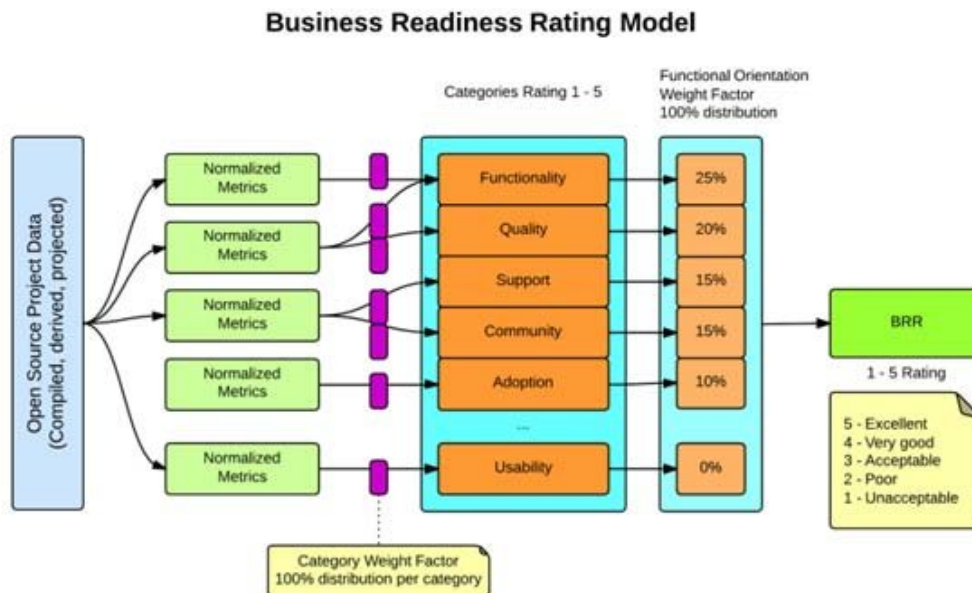 Business Readiness Rating Model
Categories Rating 1 - 5
Functional Orientation
Weight Factor
100% distribution
Open Source Project Data
(Compiled, derived, projected)
Normalized
Metrics
Normalized
Metrics
Normalized
Metrics
Normalized
Metrics
Normalized
Metrics
Functionality
Quality
Support
Community
Adoption
...
Usability
25%
20%
15%
15%
10%
0%
BRR
1 - 5 Rating
5 - Excellent
4 - Very good
3 - Acceptable
2 - Poor
1 - Unacceptable
Category Weight Factor
100% distribution per category